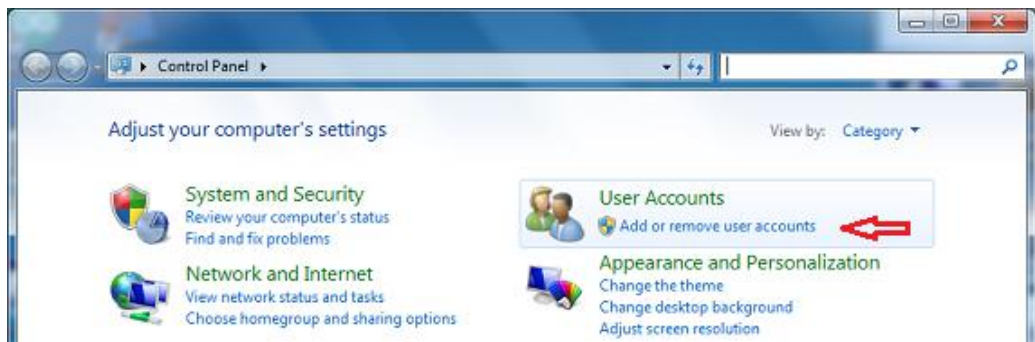 Control Panel
Adjust your computer's settings
View by: Category
System and Security
Review your computer's status
Find and fix problems
User Accounts
Add or remove user accounts
Network and Internet
View network status and tasks
Choose homegroup and sharing options
Appearance and Personalization
Change the theme
Change desktop background
Adjust screen resolution